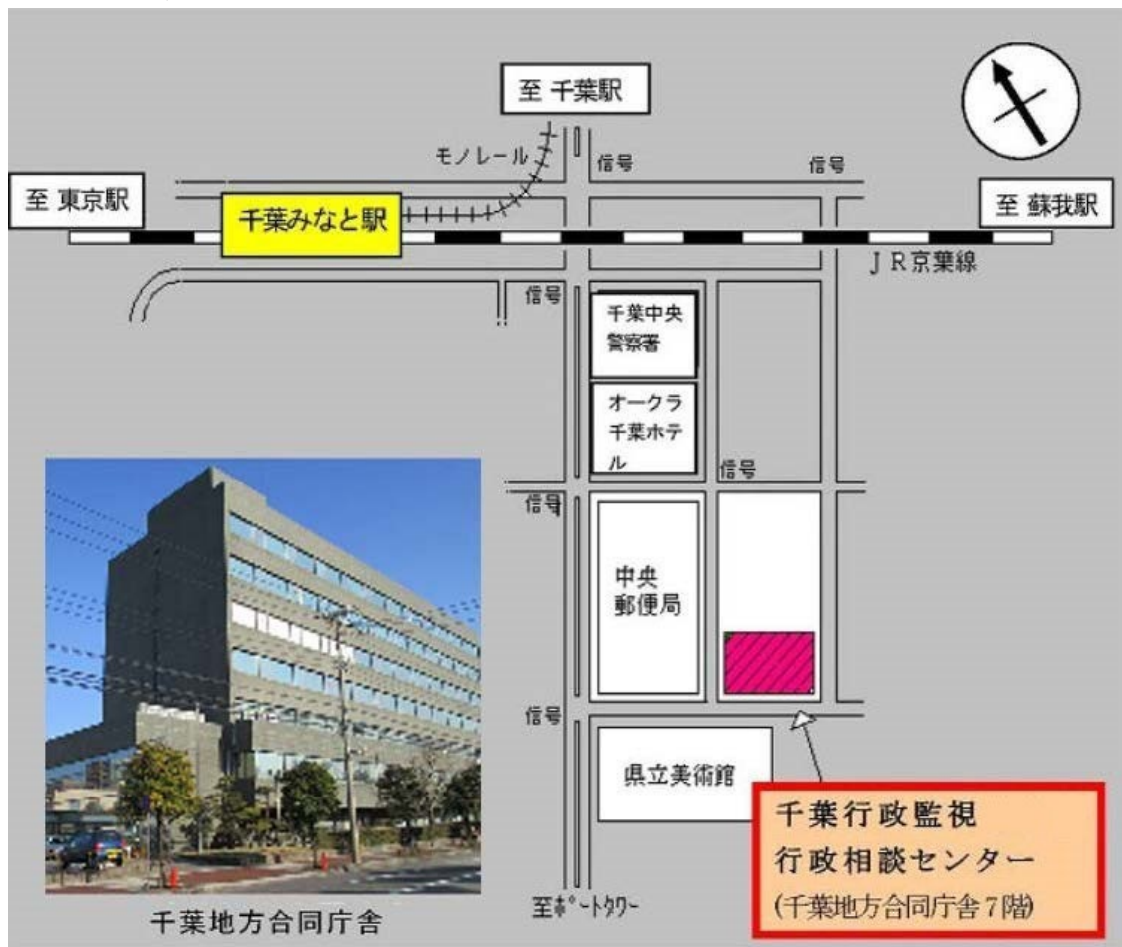 至 千葉駅
モノレール
信号
信号
至 東京駅
千葉みなと駅
至 蘇我駅
JR京葉線
信号
千葉中央
警察署
オークラ
千葉ホテ
ル
信号
信号
中央
郵便局
信号
県立美術館
千葉行政監視
行政相談センター
(千葉地方合同庁舎7階)
至ポートタワー
千葉地方合同庁舎